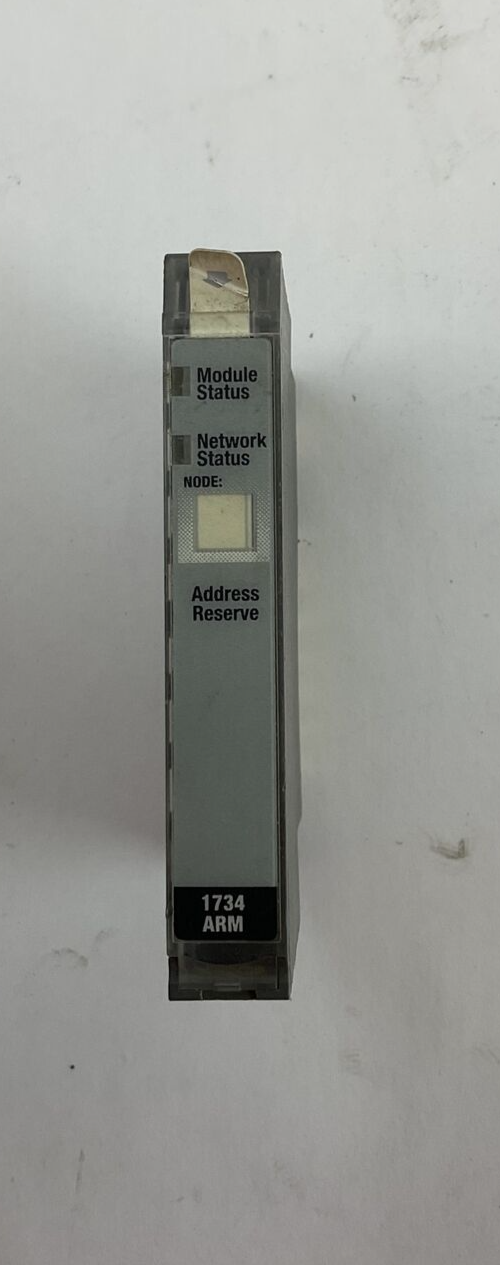 Module
Status
Network
Status
NODE:
Address
Reserve
1734
ARM